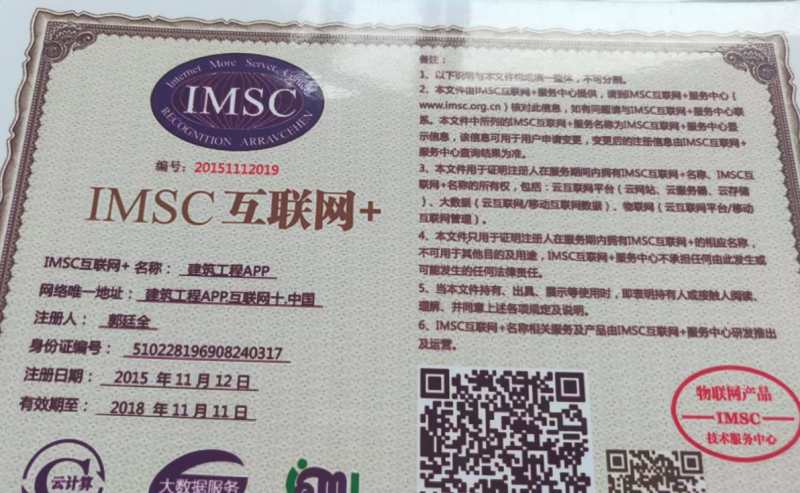 Internet More Server
IMSC
RECOGNITION ARRAVCEHEN
编号：20151112019
IMSC 互联网+
IMSC互联网+ 名称： 建筑工程APP
网络唯一地址： 建筑工程APP.互联网十.中国
注册人： 郭廷全
身份证编号： 510228196908240317
注册日期： 2015 年 11 月 12 日
有效期至： 2018 年 11 月 11 日
云计算
大数据服务
备注：
1、以下说明与本文件构成统一整体，不可分割。
2、本文件由IMSC互联网+服务中心提供，请到IMSC互联网+服务中心（
www.imsc.org.cn）核对此信息，如有问题请与IMSC互联网+服务中心联
系。本文件中所列的IMSC互联网+服务名称为IMSC互联网+服务中心显
示信息，该信息可用于用户申请变更，变更后的注册信息由IMSC互联网+
服务中心查询结果为准。
3、本文件用于证明注册人在服务期间内拥有IMSC互联网+名称、IMSC互
联网+名称的所有权，包括：云互联网平台（云网站、云服务器、云存储
）、大数据（云互联网/移动互联网数据）、物联网（云互联网平台/移动
互联网管理）。
4、本文件只用于证明注册人在服务期内拥有IMSC互联网+的相应名称，
不可用于其他目的及用途，IMSC互联网+服务中心不承担任何由此发生或
可能发生的任何法律责任。
5、当本文件持有、出具、展示等使用时，即表明持有人或接触人阅读、
理解、并同意上述各项规定及说明。
6、IMSC互联网+名称相关服务及产品由IMSC互联网+服务中心研发推出
及运营。
物联网产品
IMSC
技术服务中心